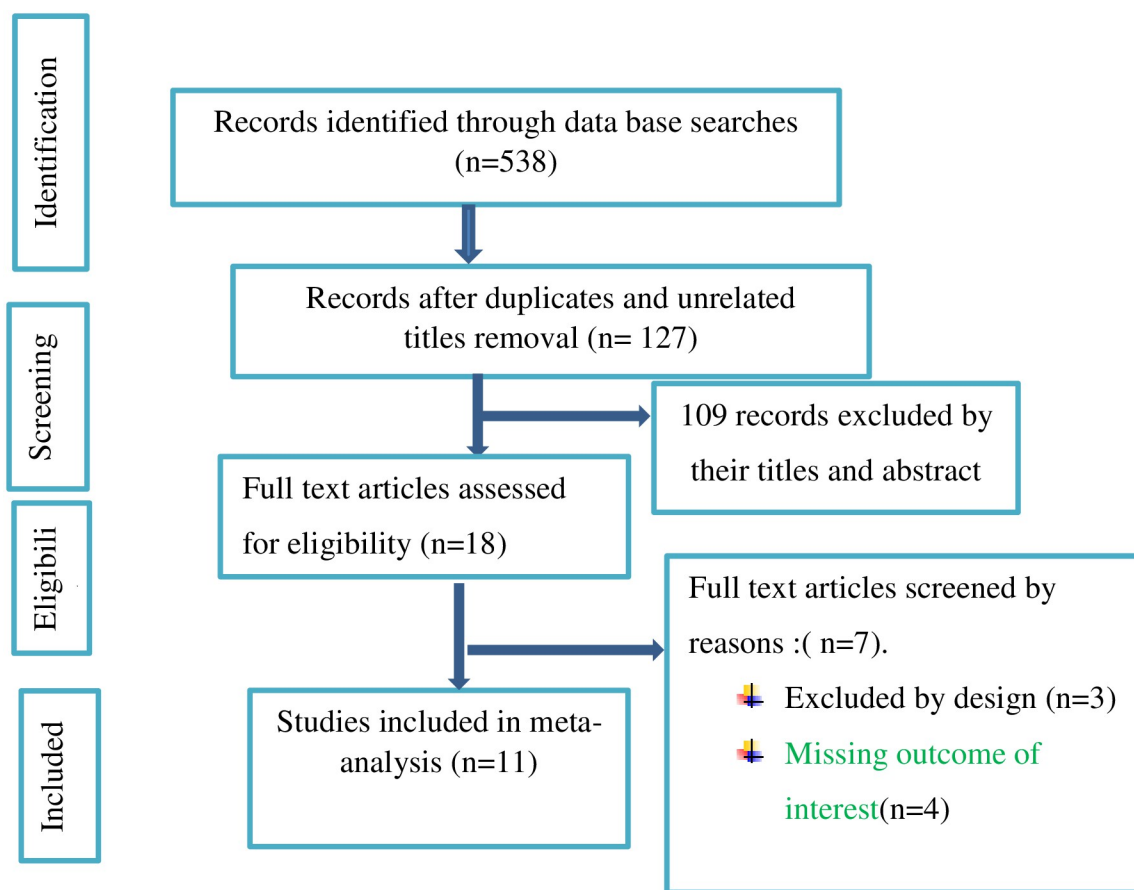 Identification
Records identified through data base searches
(n=538)
Records after duplicates and unrelated
titles removal (n= 127)
Screening
109 records excluded by
their titles and abstract
Full text articles assessed
for eligibility (n=18)
Eligibili
Full text articles screened by
reasons :( n=7).
Excluded by design (n=3)
Missing outcome of
interest(n=4)
Included
Studies included in meta-
analysis (n=11)